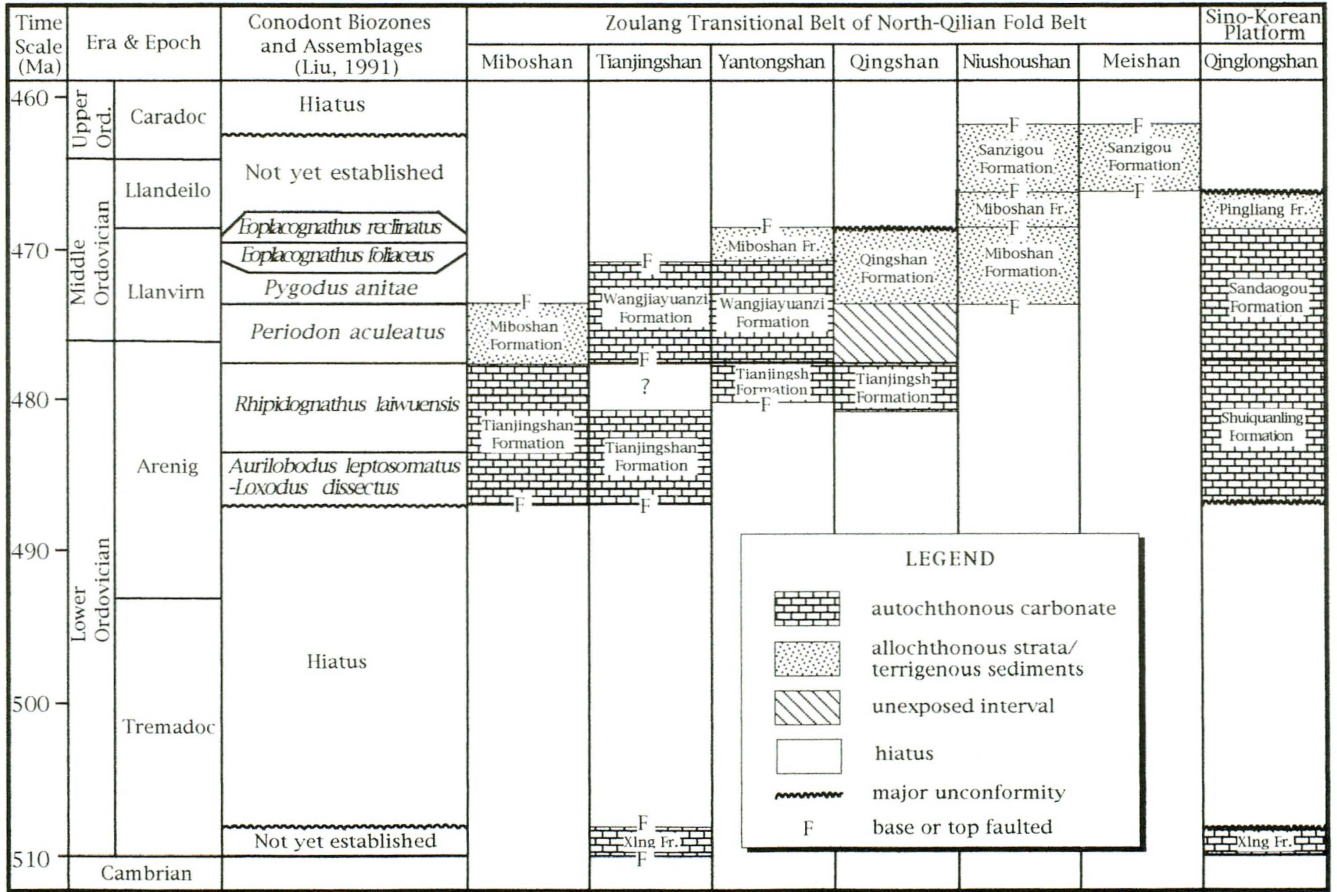 Time
Scale
(Ma)
Era & Epoch
Conodont Biozones
and Assemblages
(Liu, 1991)
Zoulang Transitional Belt of North-Qilian Fold Belt
Sino-Korean
Platform
Miboshan
Tianjingshan
Yantongshan
Qingshan
Niushoushan
Meishan
Qinglongshan
460
470
480
490
500
510
Upper
Ord.
Middle
Ordovician
Lower
Ordovician
Caradoc
Llandeilo
Llanvirn
Arenig
Tremadoc
Cambrian
Hiatus
Not yet established
Eoplacognathus reclinatus
Eoplacognathus foliaceus
Pygodus anitae
Periodon aculeatus
Rhipidognathus laiwuensis
Aurilobodus leptosomatus
-Loxodus dissectus
Hiatus
Not yet established
F
Miboshan
Formation
Tianjingshan
Formation
F
F
Wangjiayuanzi
Formation
F
?
Tianjingshan
Formation
F
F
Xing Fr.
F
F
Miboshan Fr.
Wangjiayuanzi
Formation
Tianjingsh
Formation
F
Qingshan
Formation
Tianjingsh
Formation
F
Sanzigou
Formation
F
Miboshan Fr.
F
Miboshan
Formation
F
F
Sanzigou
Formation
F
Pingliang Fr.
Sandaogou
Formation
Shuiquanling
Formation
Xing Fr.
LEGEND
autochthonous carbonate
allochthonous strata/
terrigenous sediments
unexposed interval
hiatus
major unconformity
F base or top faulted